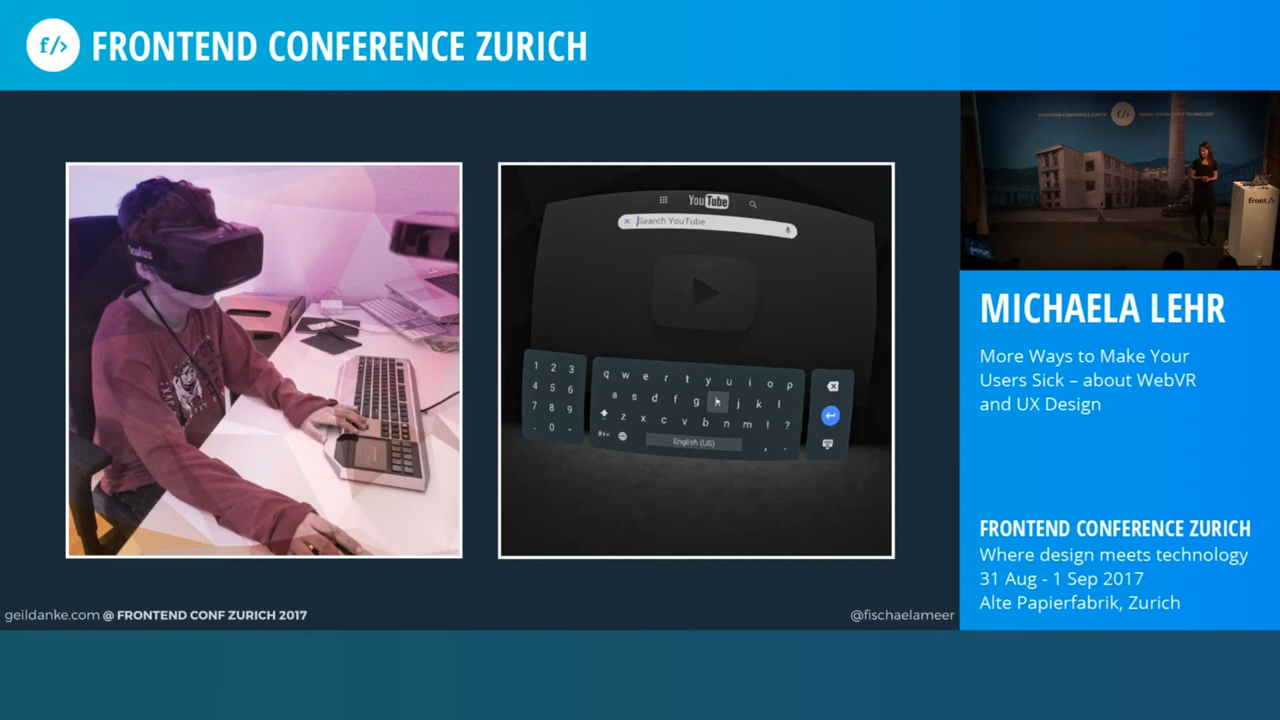 f/> FRONTEND CONFERENCE ZURICH
oculus
YouTube
× Search YouTube
1 2 3
4 5 6
7 8 9
. 0 -
q w e r t y u i o p
a s d f g h j k l
z x c v b n m ! ?
English (US) , .
f/>
front />
MICHAELA LEHR
More Ways to Make Your
Users Sick – about WebVR
and UX Design
FRONTEND CONFERENCE ZURICH
Where design meets technology
31 Aug - 1 Sep 2017
Alte Papierfabrik, Zurich
geildanke.com @ FRONTEND CONF ZURICH 2017
@fischaelameer